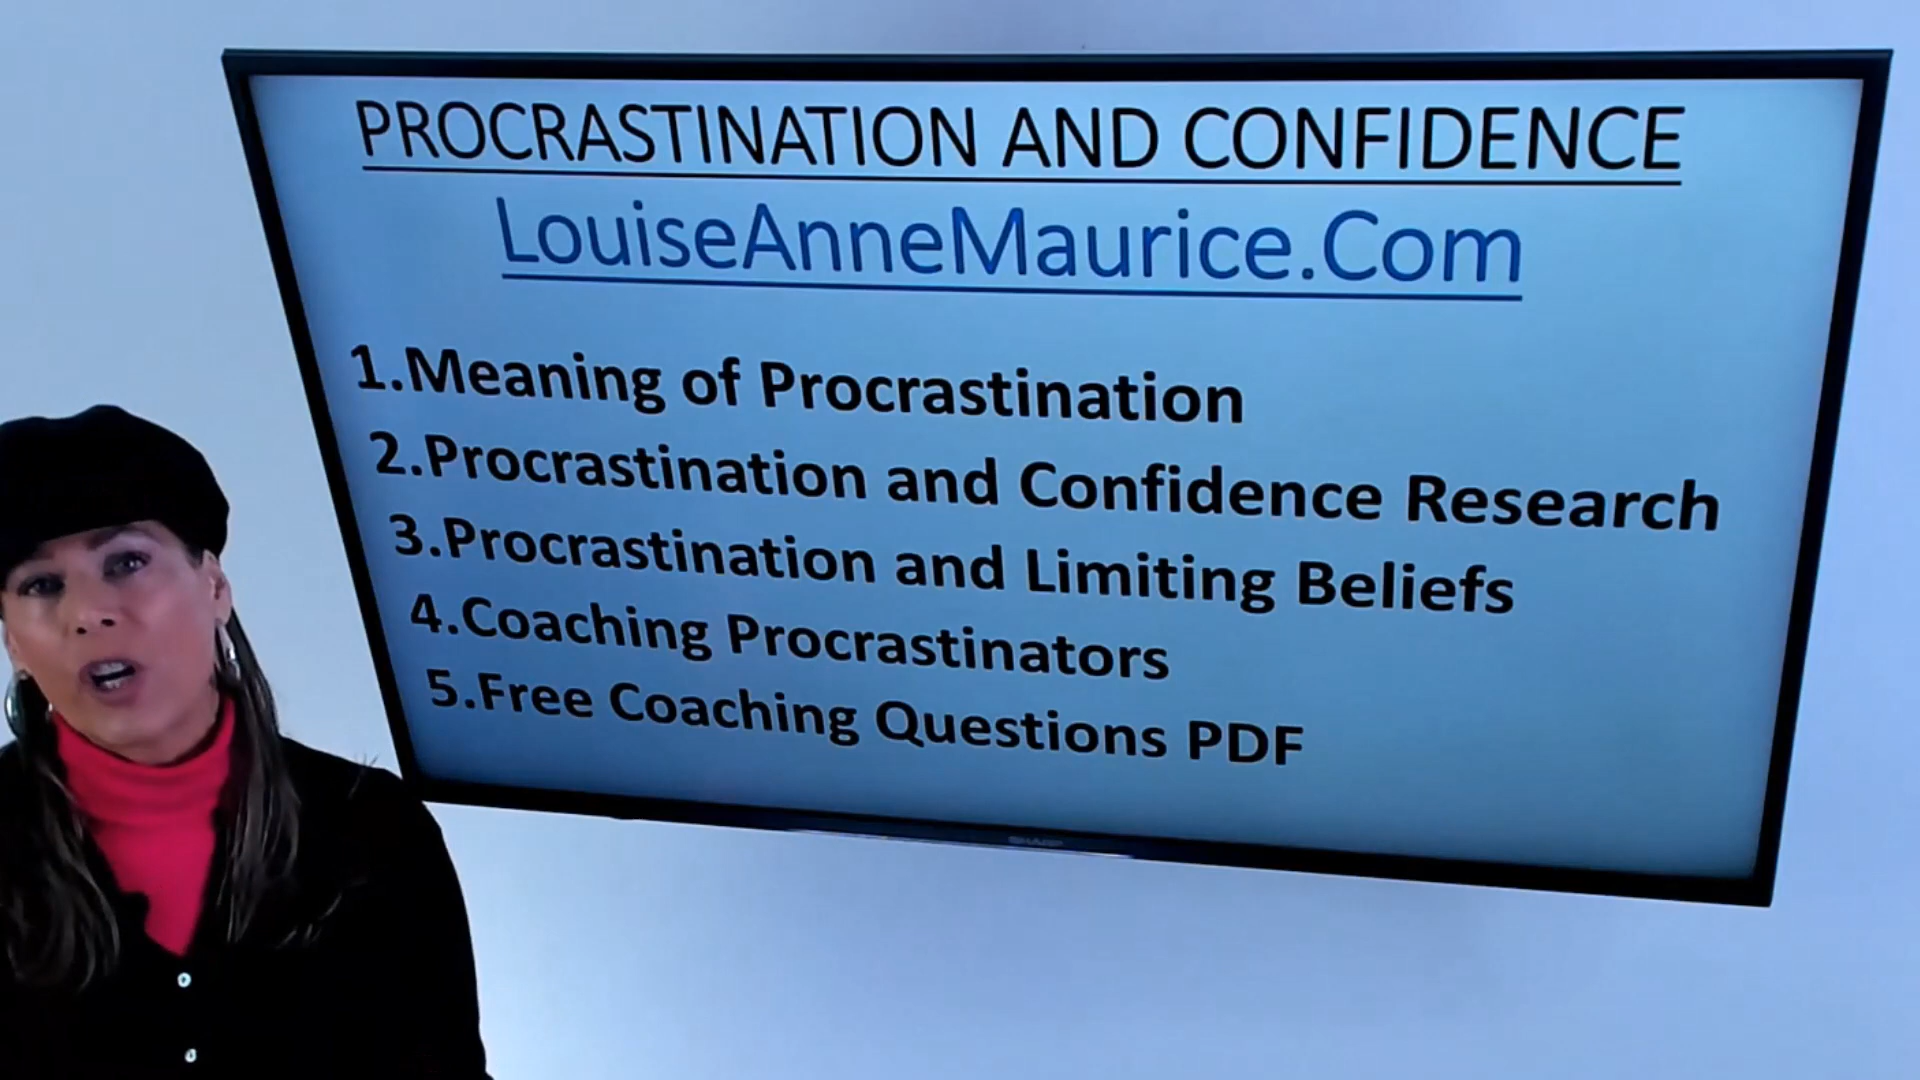 PROCRASTINATION AND CONFIDENCE
LouiseAnneMaurice.Com
1.Meaning of Procrastination
2.Procrastination and Confidence Research
3.Procrastination and Limiting Beliefs
4.Coaching Procrastinators
5.Free Coaching Questions PDF
SHARP